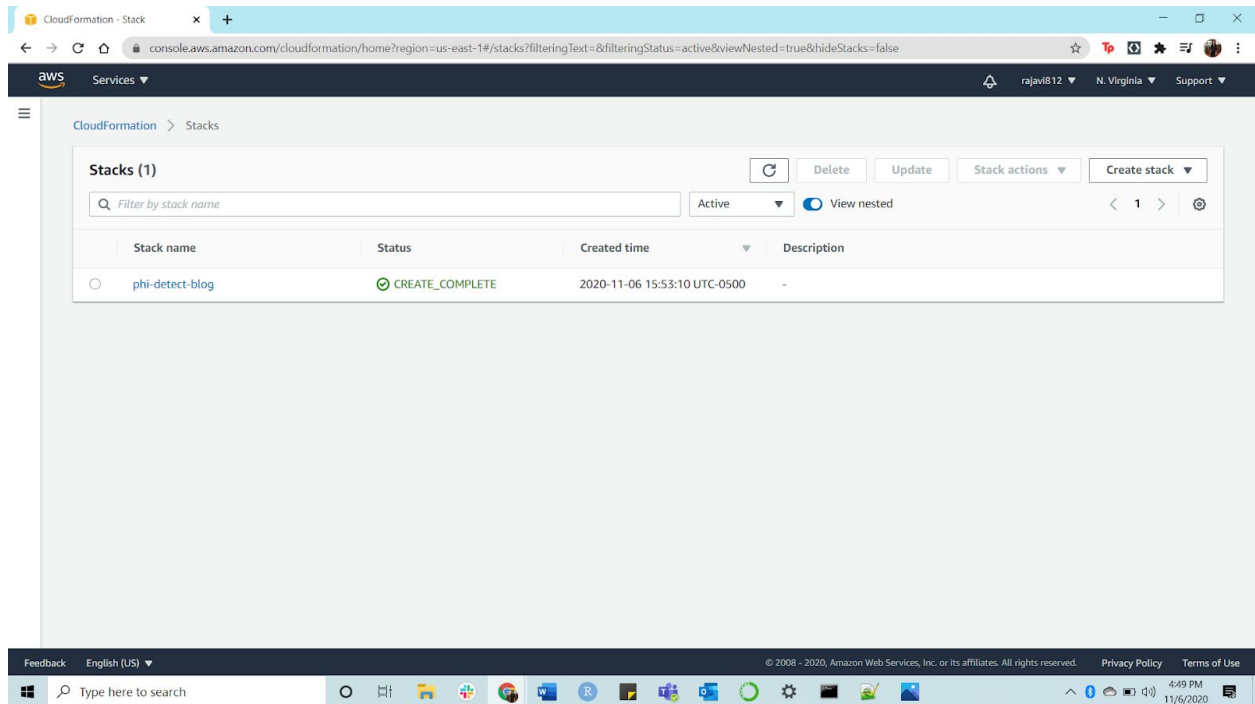 CloudFormation - Stack
console.aws.amazon.com/cloudformation/home?region=us-east-1#/stacks?filteringText=&filteringStatus=active&viewNested=true&hideStacks=false
Tp
aws Services rajavi812 N. Virginia Support
CloudFormation > Stacks
Stacks (1) Delete Update Stack actions Create stack
Filter by stack name Active View nested 1
Stack name Status Created time Description
phi-detect-blog CREATE_COMPLETE 2020-11-06 15:53:10 UTC-0500 -
Feedback English (US) © 2008 - 2020, Amazon Web Services, Inc. or its affiliates. All rights reserved. Privacy Policy Terms of Use
Type here to search 4:49 PM
11/6/2020